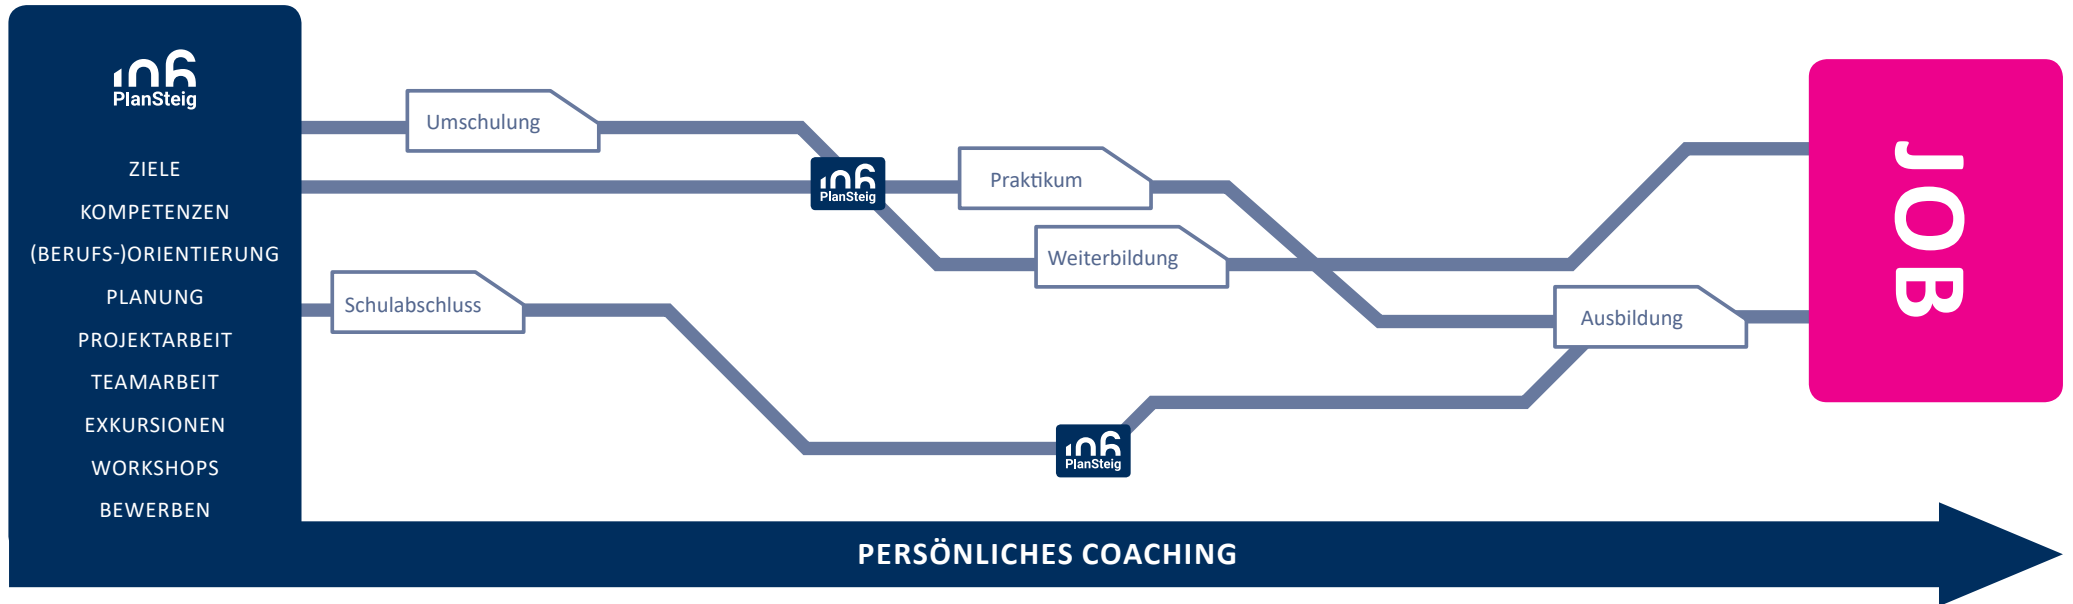 PlanSteig
ZIELE
KOMPETENZEN
(BERUFS-)ORIENTIERUNG
PLANUNG
PROJEKTARBEIT
TEAMARBEIT
EXKURSIONEN
WORKSHOPS
BEWERBEN
Umschulung
PlanSteig
Praktikum
Weiterbildung
Schulabschluss
Ausbildung
PlanSteig
JOB
PERSÖNLICHES COACHING